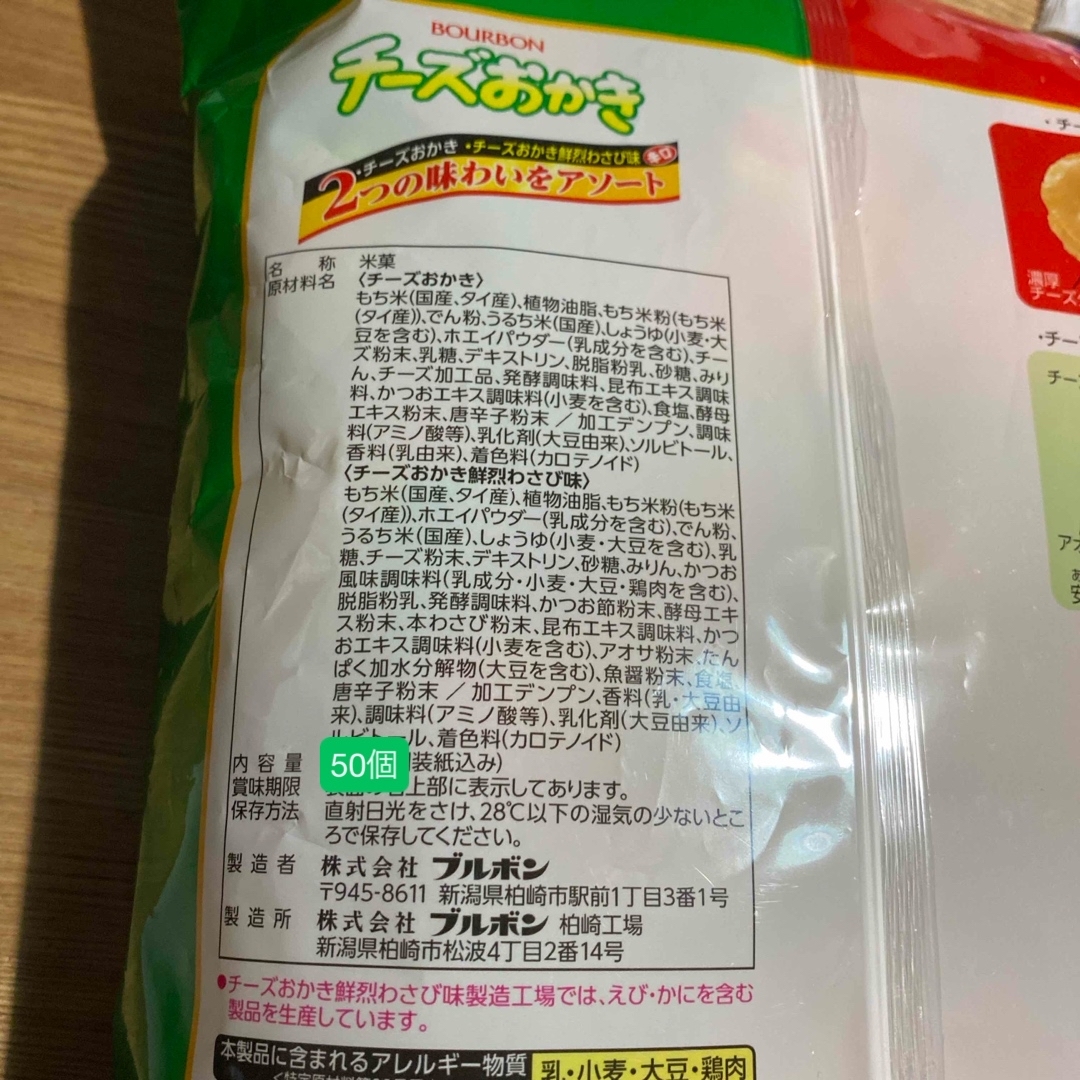 BOURBON
チーズおかき
・チーズおかき ・チーズおかき鮮烈わさび味 辛口
2つの味わいをアソート
名称 米菓
原材料名 〈チーズおかき〉
もち米(国産、タイ産)、植物油脂、もち米粉(もち米
(タイ産))、でん粉、うるち米(国産)、しょうゆ(小麦・大
豆を含む)、ホエイパウダー(乳成分を含む)、チー
ズ粉末、乳糖、デキストリン、脱脂粉乳、砂糖、みり
ん、チーズ加工品、発酵調味料、昆布エキス調味
料、かつおエキス調味料(小麦を含む)、食塩、酵母
エキス粉末、唐辛子粉末／加工デンプン、調味
料(アミノ酸等)、乳化剤(大豆由来)、ソルビトール、
香料(乳由来)、着色料(カロテノイド)
〈チーズおかき鮮烈わさび味〉
もち米(国産、タイ産)、植物油脂、もち米粉(もち米
(タイ産))、ホエイパウダー(乳成分を含む)、でん粉、
うるち米(国産)、しょうゆ(小麦・大豆を含む)、乳
糖、チーズ粉末、デキストリン、砂糖、みりん、かつお
風味調味料(乳成分・小麦・大豆・鶏肉を含む)、
脱脂粉乳、発酵調味料、かつお節粉末、酵母エキ
ス粉末、本わさび粉末、昆布エキス調味料、かつ
おエキス調味料(小麦を含む)、アオサ粉末、たん
ぱく加水分解物(大豆を含む)、魚醤粉末、食塩、
唐辛子粉末／加工デンプン、香料(乳・大豆由
来)、調味料(アミノ酸等)、乳化剤(大豆由来)、ソ
ルビトール、着色料(カロテノイド)
内容量 50個 装紙込み)
賞味期限 上部に表示してあります。
保存方法 直射日光をさけ、28℃以下の湿気の少ないとこ
ろで保存してください。
製造者 株式会社 ブルボン
〒945-8611 新潟県柏崎市駅前1丁目3番1号
製造所 株式会社 ブルボン 柏崎工場
新潟県柏崎市松波4丁目2番14号
●チーズおかき鮮烈わさび味製造工場では、えび・かにを含む
製品を生産しています。
本製品に含まれるアレルギー物質 乳・小麦・大豆・鶏肉
・チー
濃厚
チーズ
・チー
チー
アオ